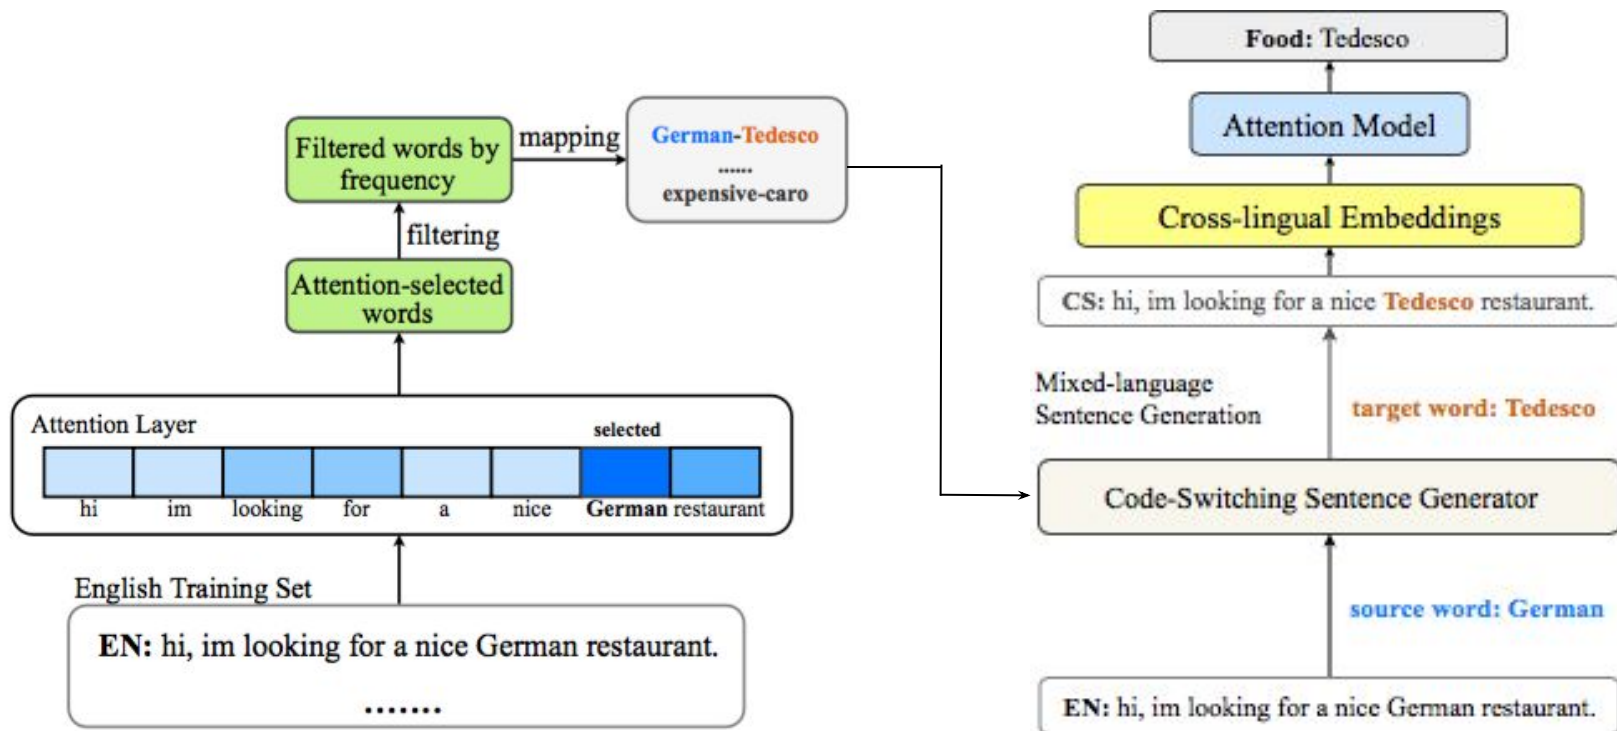 Food: Tedesco
Attention Model
Cross-lingual Embeddings
CS: hi, im looking for a nice Tedesco restaurant.
Mixed-language
Sentence Generation
target word: Tedesco
Code-Switching Sentence Generator
source word: German
EN: hi, im looking for a nice German restaurant.
Filtered words by
frequency
mapping
German-Tedesco
......
expensive-caro
filtering
Attention-selected
words
Attention Layer
selected
hi im looking for a nice German restaurant
English Training Set
EN: hi, im looking for a nice German restaurant.
.......